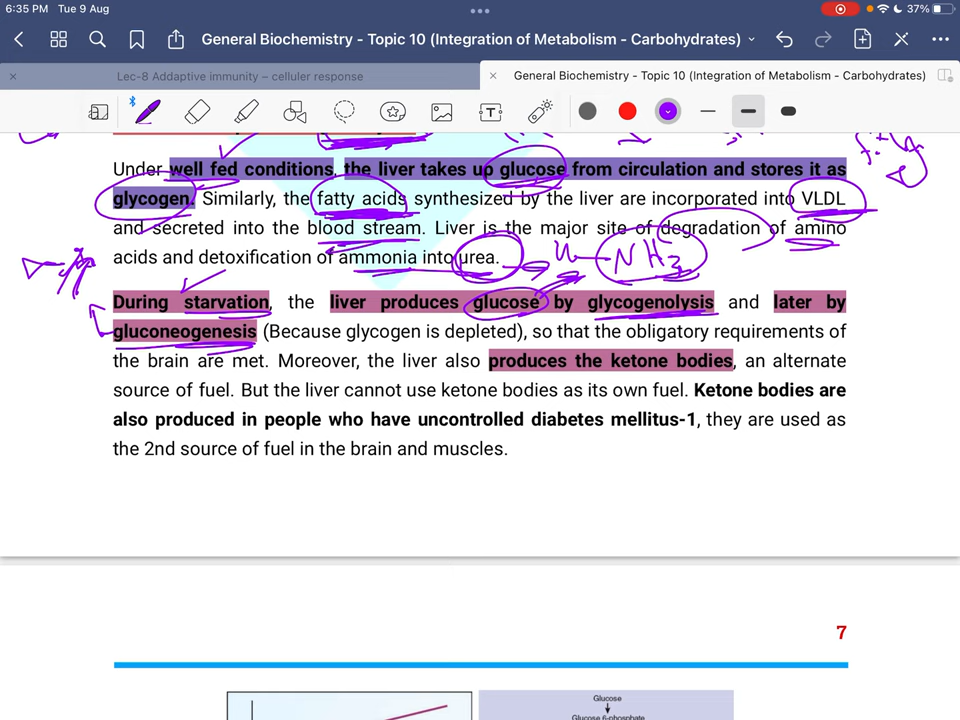 6:35 PM Tue 9 Aug
37%
General Biochemistry - Topic 10 (Integration of Metabolism - Carbohydrates)
Lec-8 Addaptive immunity – celluler response
General Biochemistry - Topic 10 (Integration of Metabolism - Carbohydrates)
Under well fed conditions, the liver takes up glucose from circulation and stores it as
glycogen. Similarly, the fatty acids synthesized by the liver are incorporated into VLDL
and secreted into the blood stream. Liver is the major site of degradation of amino
acids and detoxification of ammonia into urea.
NH3
During starvation, the liver produces glucose by glycogenolysis and later by
gluconeogenesis (Because glycogen is depleted), so that the obligatory requirements of
the brain are met. Moreover, the liver also produces the ketone bodies, an alternate
source of fuel. But the liver cannot use ketone bodies as its own fuel. Ketone bodies are
also produced in people who have uncontrolled diabetes mellitus-1, they are used as
the 2nd source of fuel in the brain and muscles.
7
Glucose
Glucose 6-phosphate